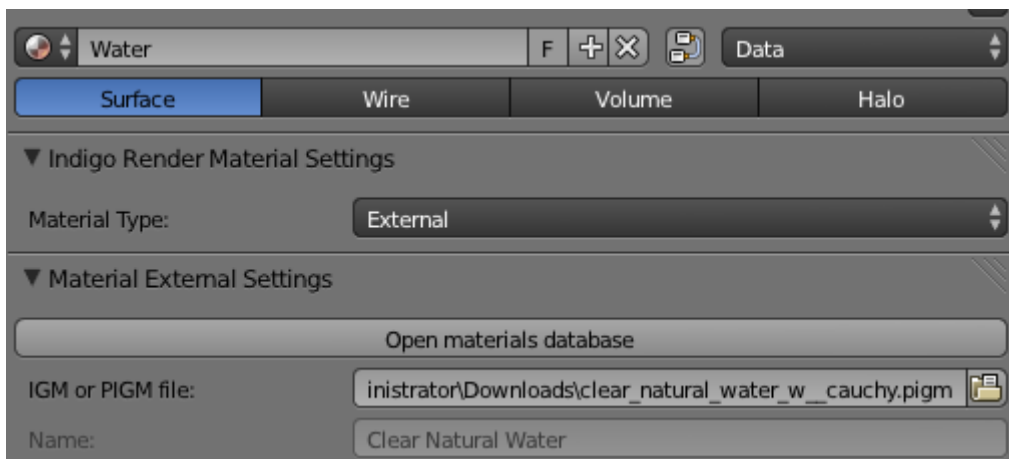 Water F Data
Surface Wire Volume Halo
Indigo Render Material Settings
Material Type: External
Material External Settings
Open materials database
IGM or PIGM file: inistrator\Downloads\clear_natural_water_w__cauchy.pigm
Name: Clear Natural Water